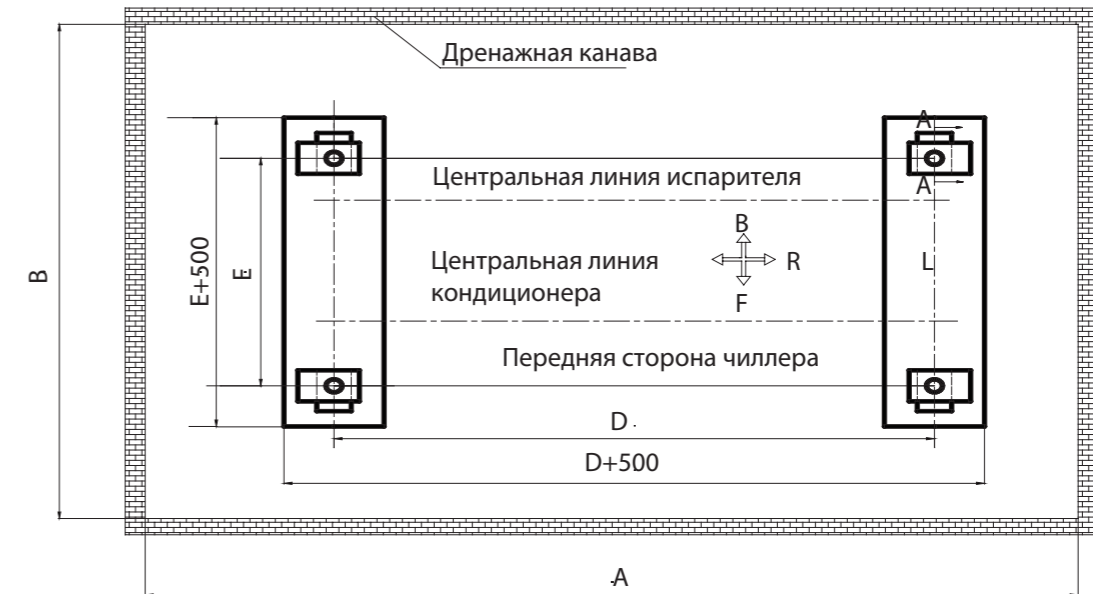 Дренажная канава
A
Центральная линия испарителя
A
B
E+500
E
B
Центральная линия
кондиционера
R
L
F
Передняя сторона чиллера
D
D+500
A